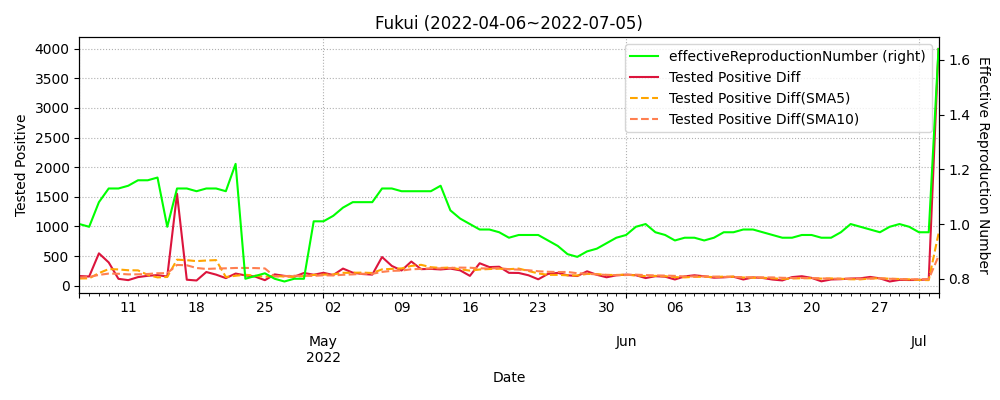 Fukui (2022-04-06~2022-07-05)
effectiveReproductionNumber (right)
Tested Positive Diff
Tested Positive Diff(SMA5)
Tested Positive Diff(SMA10)
Tested Positive
4000
3500
3000
2500
2000
1500
1000
500
0
Effective Reproduction Number
1.6
1.4
1.2
1.0
0.8
11 18 25 02 09 16 23 30 06 13 20 27
May Jun Jul
2022
Date